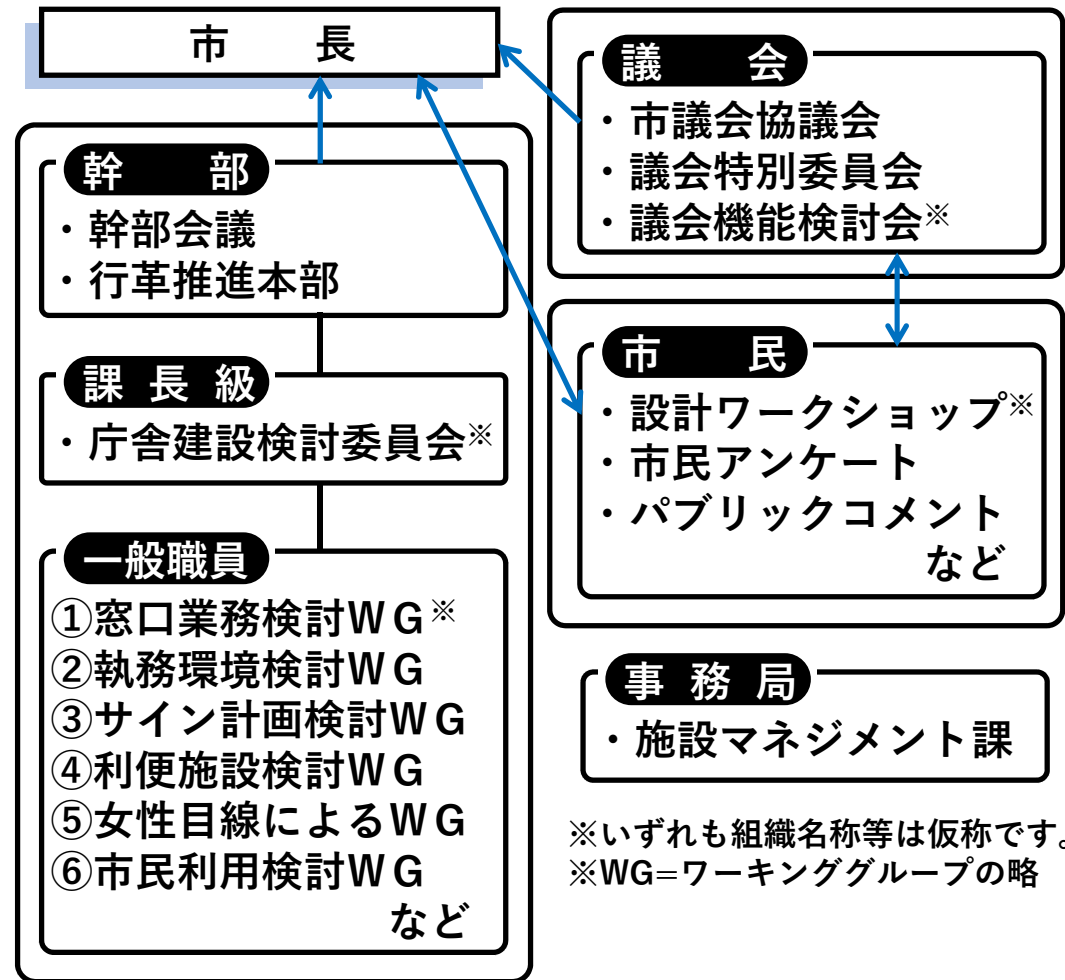 市　　長
幹　　部
・幹部会議
・行革推進本部
課 長 級
・庁舎建設検討委員会※
一般職員
①窓口業務検討ＷＧ※
②執務環境検討ＷＧ
③サイン計画検討ＷＧ
④利便施設検討ＷＧ
⑤女性目線によるＷＧ
⑥市民利用検討ＷＧ
など
議　　会
・市議会協議会
・議会特別委員会
・議会機能検討会※
市　　民
・設計ワークショップ※
・市民アンケート
・パブリックコメント
など
事 務 局
・施設マネジメント課
※いずれも組織名称等は仮称です。
※WG=ワーキンググループの略